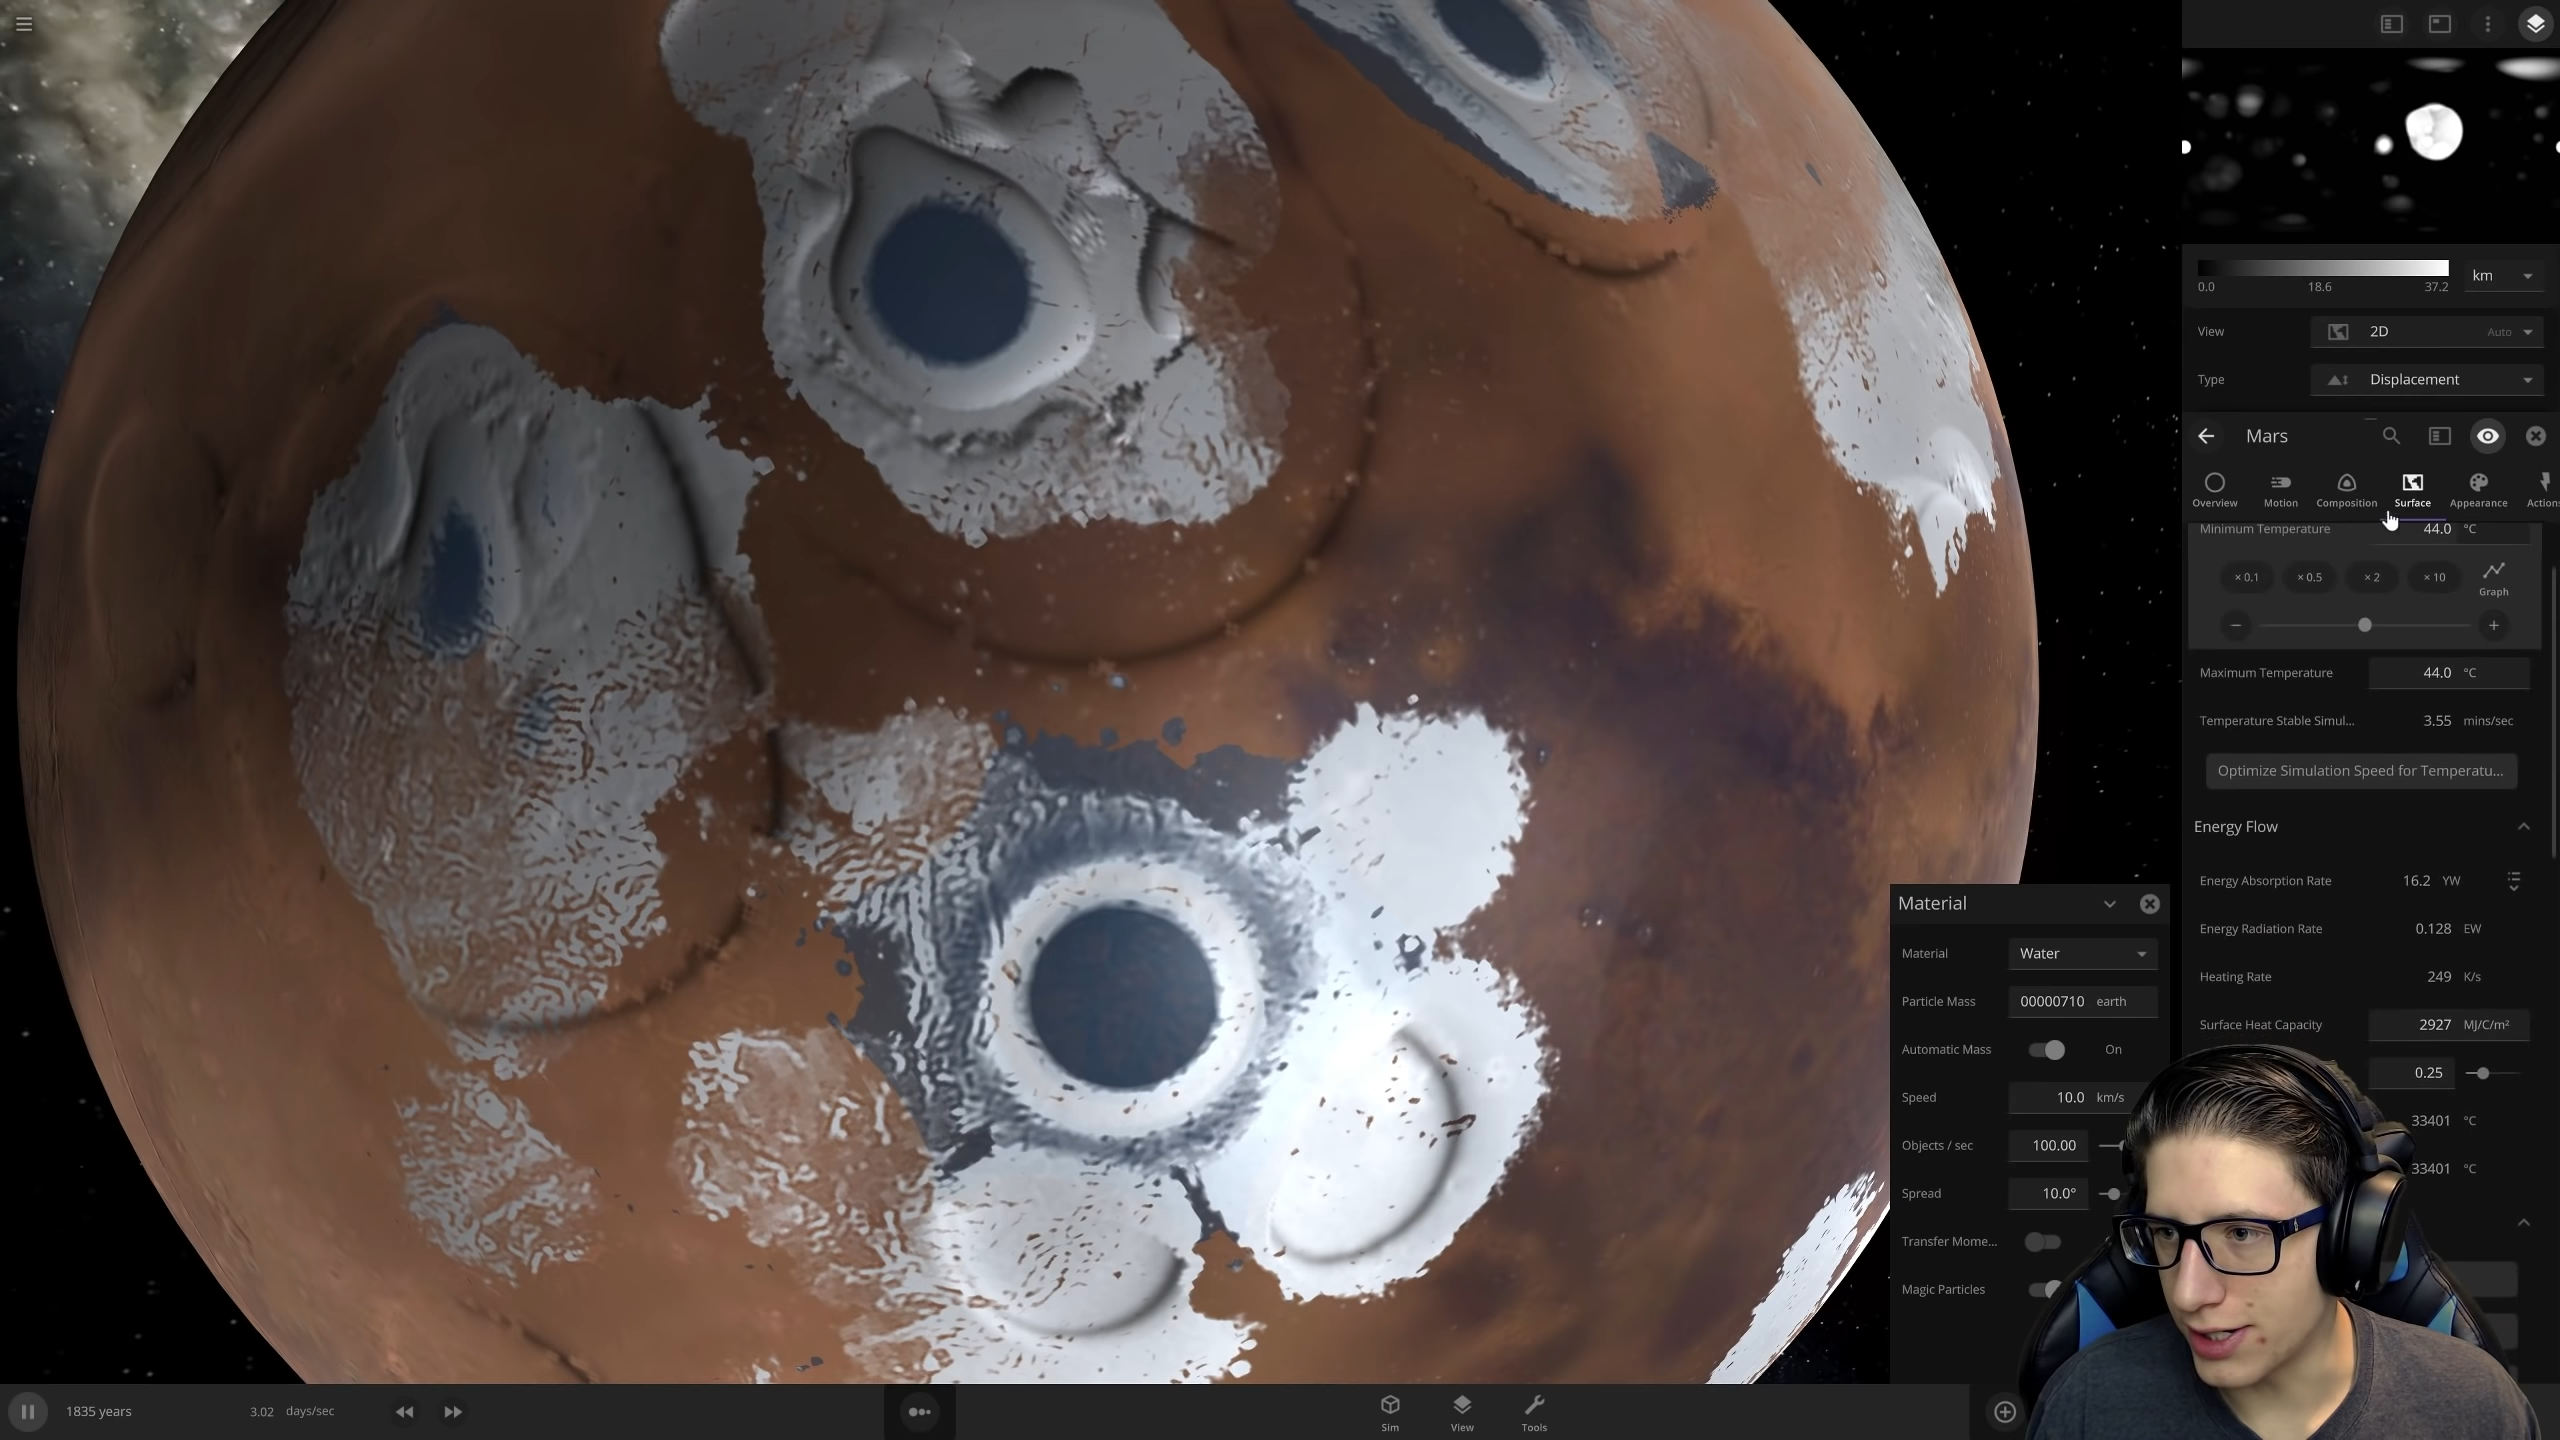 km
0.0 18.6 37.2
View 2D Auto
Type Displacement
Mars
Overview Motion Composition Surface Appearance Action
Minimum Temperature 44.0 °C
× 0.1 × 0.5 × 2 × 10 Graph
Maximum Temperature 44.0 °C
Temperature Stable Simul... 3.55 mins/sec
Optimize Simulation Speed for Temperatu...
Energy Flow
Energy Absorption Rate 16.2 YW
Energy Radiation Rate 0.128 EW
Heating Rate 249 K/s
Surface Heat Capacity 2927 MJ/C/m²
0.25
33401 °C
33401 °C
Material
Material Water
Particle Mass 00000710 earth
Automatic Mass On
Speed 10.0 km/s
Objects / sec 100.00
Spread 10.0°
Transfer Mome...
Magic Particles
1835 years 3.02 days/sec
Sim View Tools